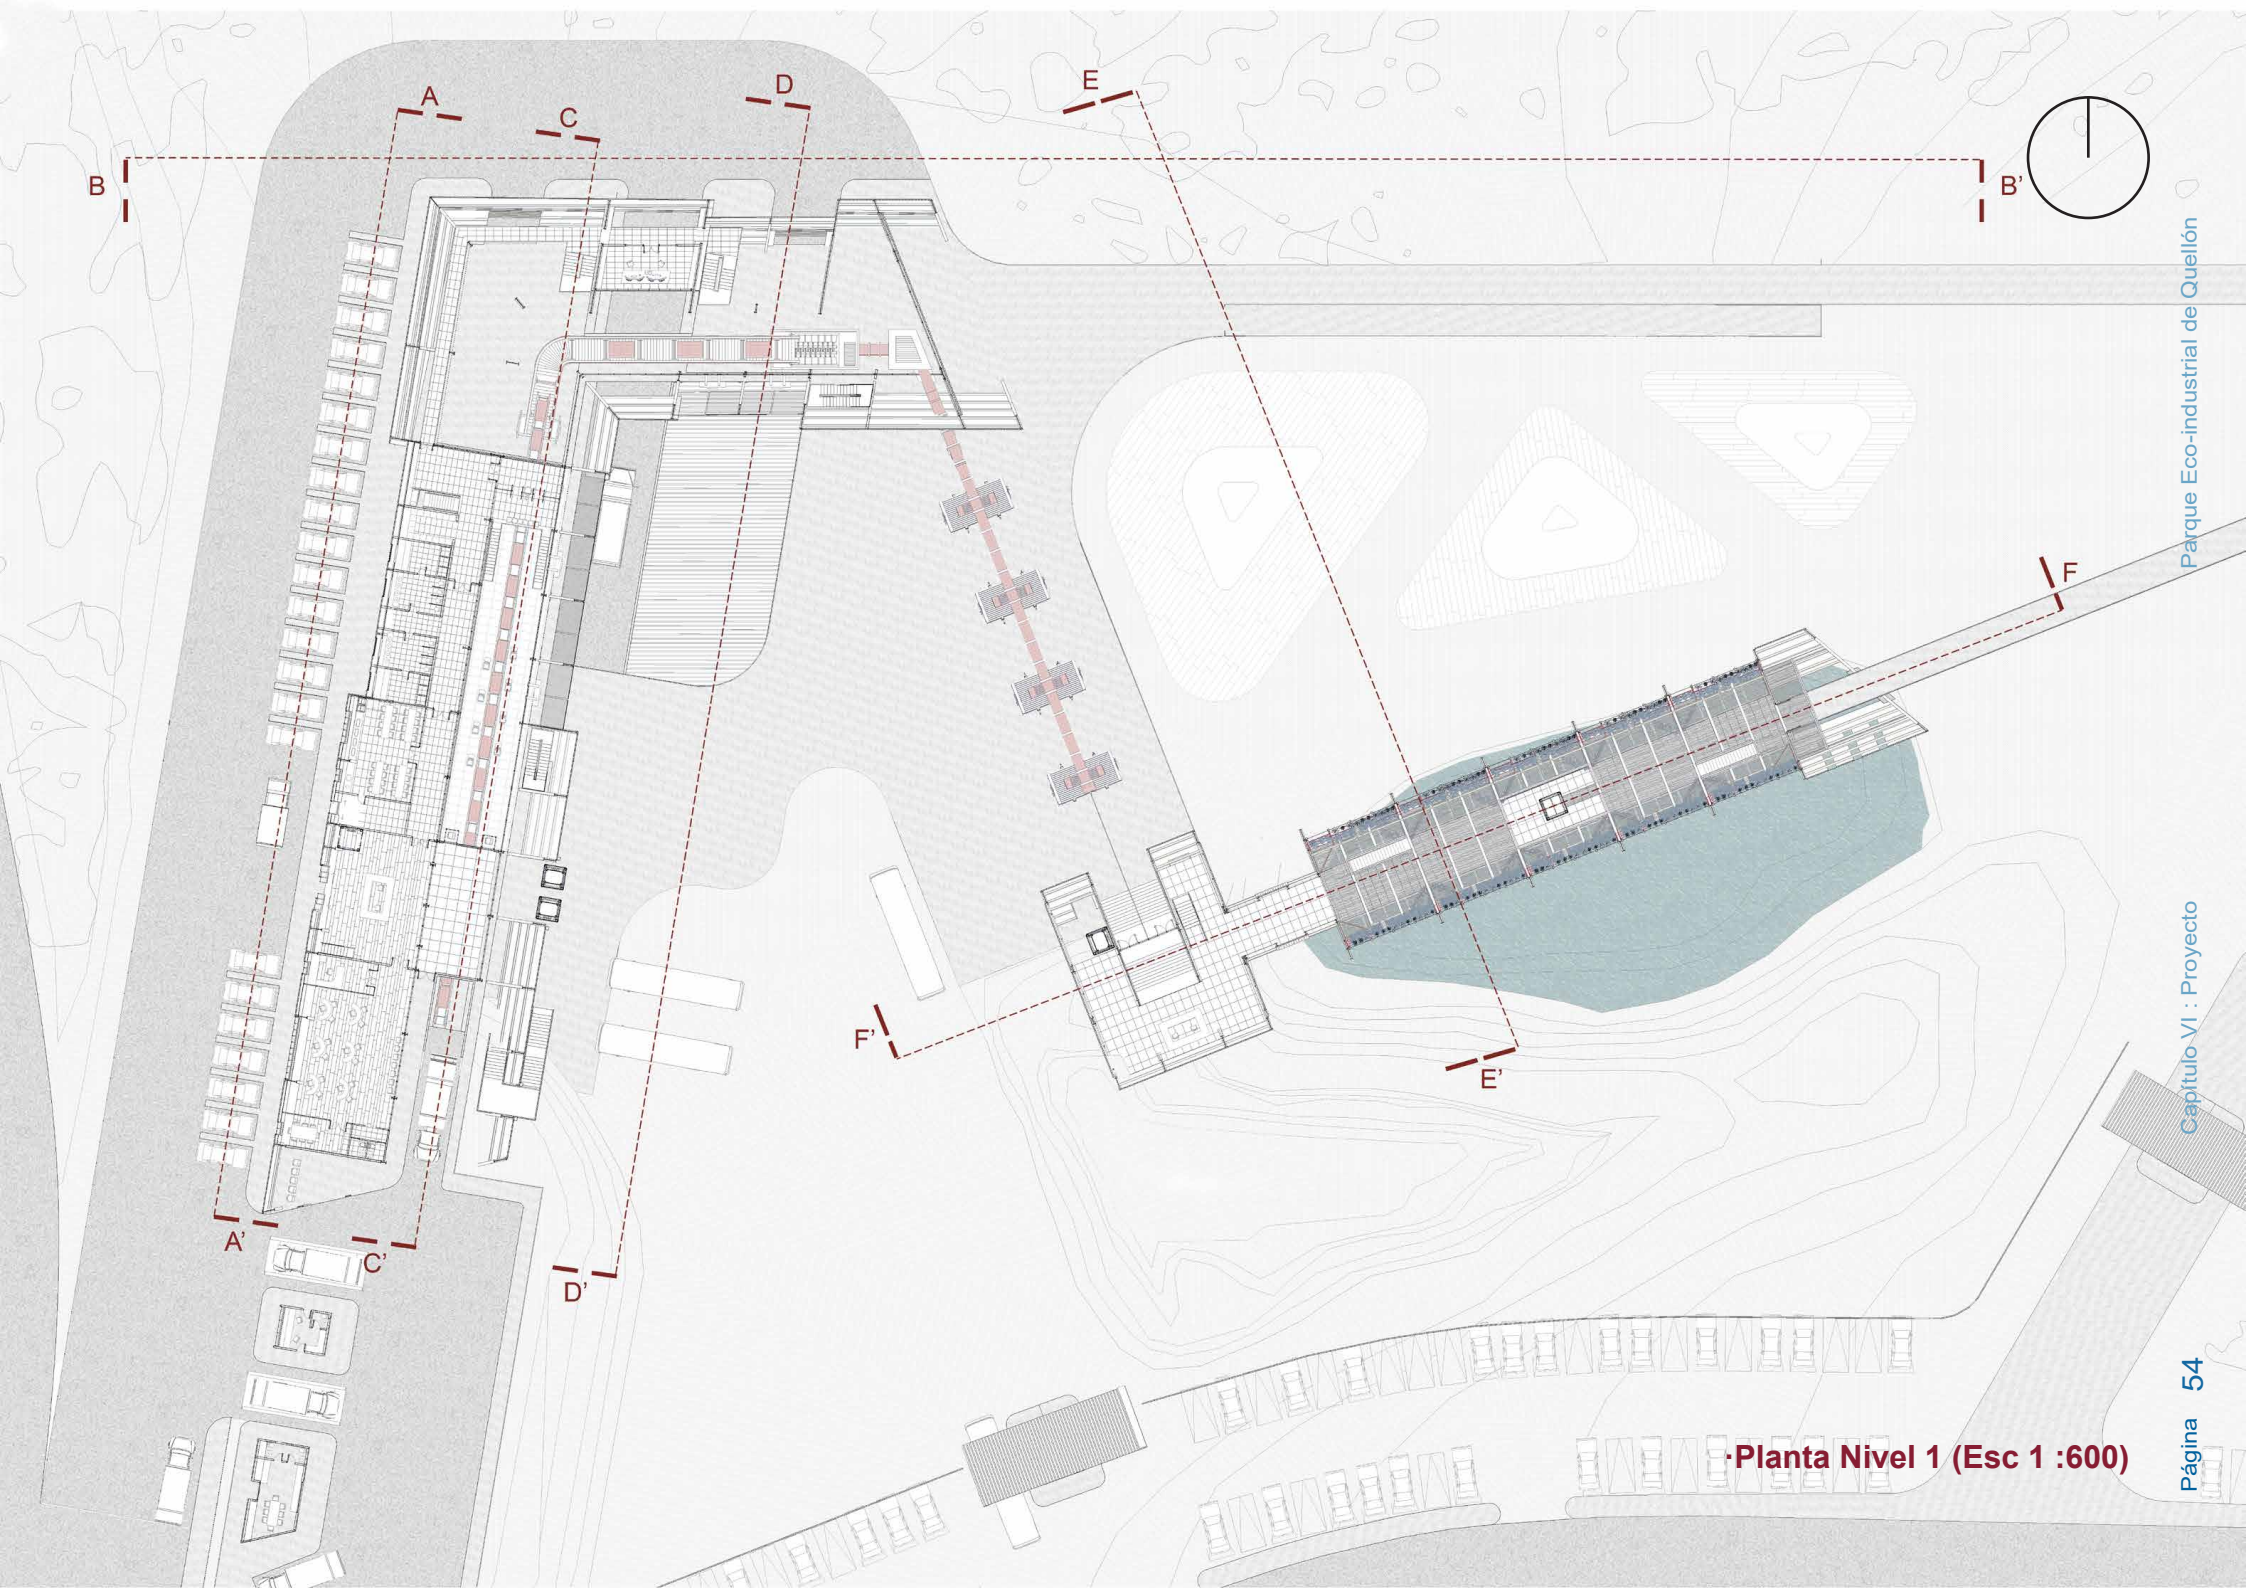 A
C
D
E
B
B’
F
F’
E’
A’
C’
D’
Parque Eco-industrial de Quellón
Capítulo VI : Proyecto
Página 54
·Planta Nivel 1 (Esc 1 :600)